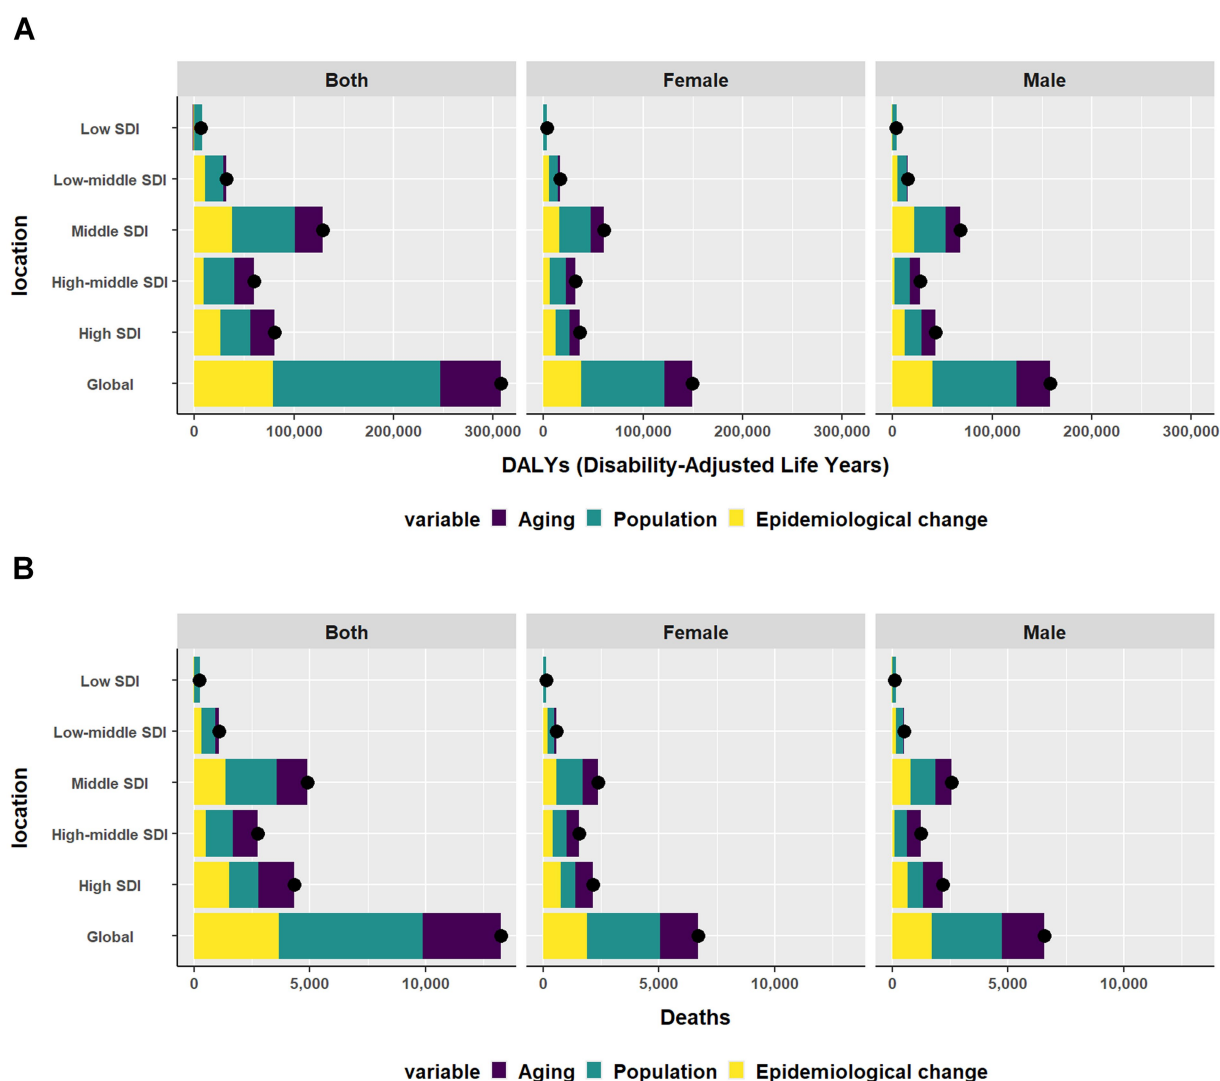 A
Both Female Male
Low SDI
Low-middle SDI
Middle SDI
High-middle SDI
High SDI
Global
location
0 100,000 200,000 300,000 0 100,000 200,000 300,000 0 100,000 200,000 300,000
DALYs (Disability-Adjusted Life Years)
variable Aging Population Epidemiological change
B
Both Female Male
Low SDI
Low-middle SDI
Middle SDI
High-middle SDI
High SDI
Global
location
0 5,000 10,000 0 5,000 10,000 0 5,000 10,000
Deaths
variable Aging Population Epidemiological change